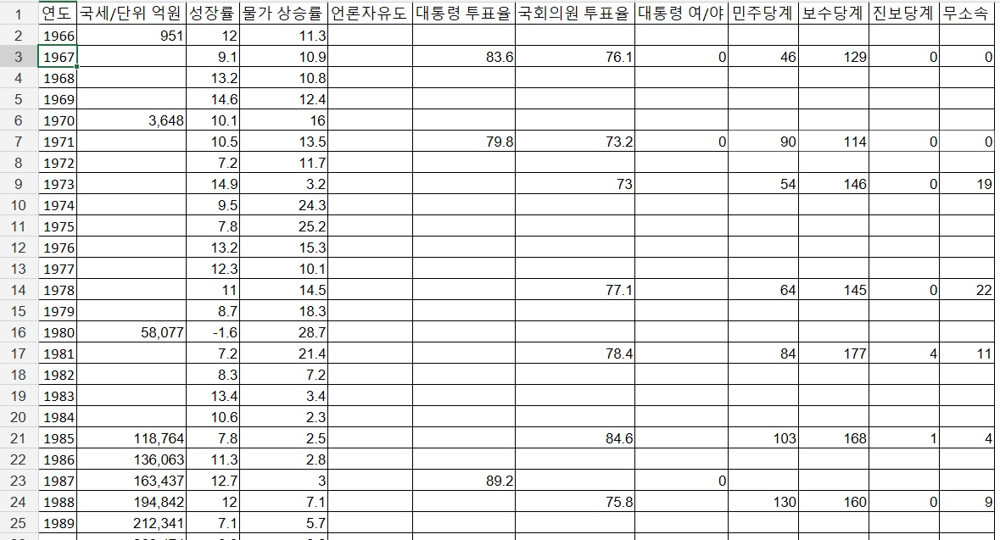 1 연도 국세/단위 억원 성장률 물가 상승률 언론자유도 대통령 투표율 국회의원 투표율 대통령 여/야 민주당계 보수당계 진보당계 무소속
2 1966 951 12 11.3
3 1967 9.1 10.9 83.6 76.1 0 46 129 0 0
4 1968 13.2 10.8
5 1969 14.6 12.4
6 1970 3,648 10.1 16
7 1971 10.5 13.5 79.8 73.2 0 90 114 0 0
8 1972 7.2 11.7
9 1973 14.9 3.2 73 54 146 0 19
10 1974 9.5 24.3
11 1975 7.8 25.2
12 1976 13.2 15.3
13 1977 12.3 10.1
14 1978 11 14.5 77.1 64 145 0 22
15 1979 8.7 18.3
16 1980 58,077 -1.6 28.7
17 1981 7.2 21.4 78.4 84 177 4 11
18 1982 8.3 7.2
19 1983 13.4 3.4
20 1984 10.6 2.3
21 1985 118,764 7.8 2.5 84.6 103 168 1 4
22 1986 136,063 11.3 2.8
23 1987 163,437 12.7 3 89.2 0
24 1988 194,842 12 7.1 75.8 130 160 0 9
25 1989 212,341 7.1 5.7